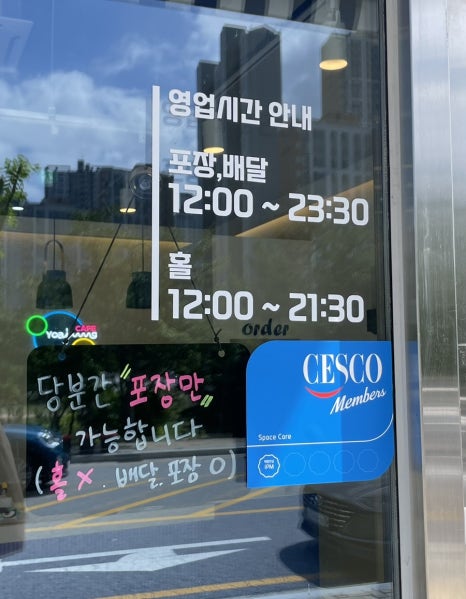 영업시간 안내
포장,배달
12:00 ~ 23:30
홀
12:00 ~ 21:30
order
CAFE
당분간 "포장만"
가능합니다
(홀 X. 배달.포장 O)
CESCO
Members
Space Care